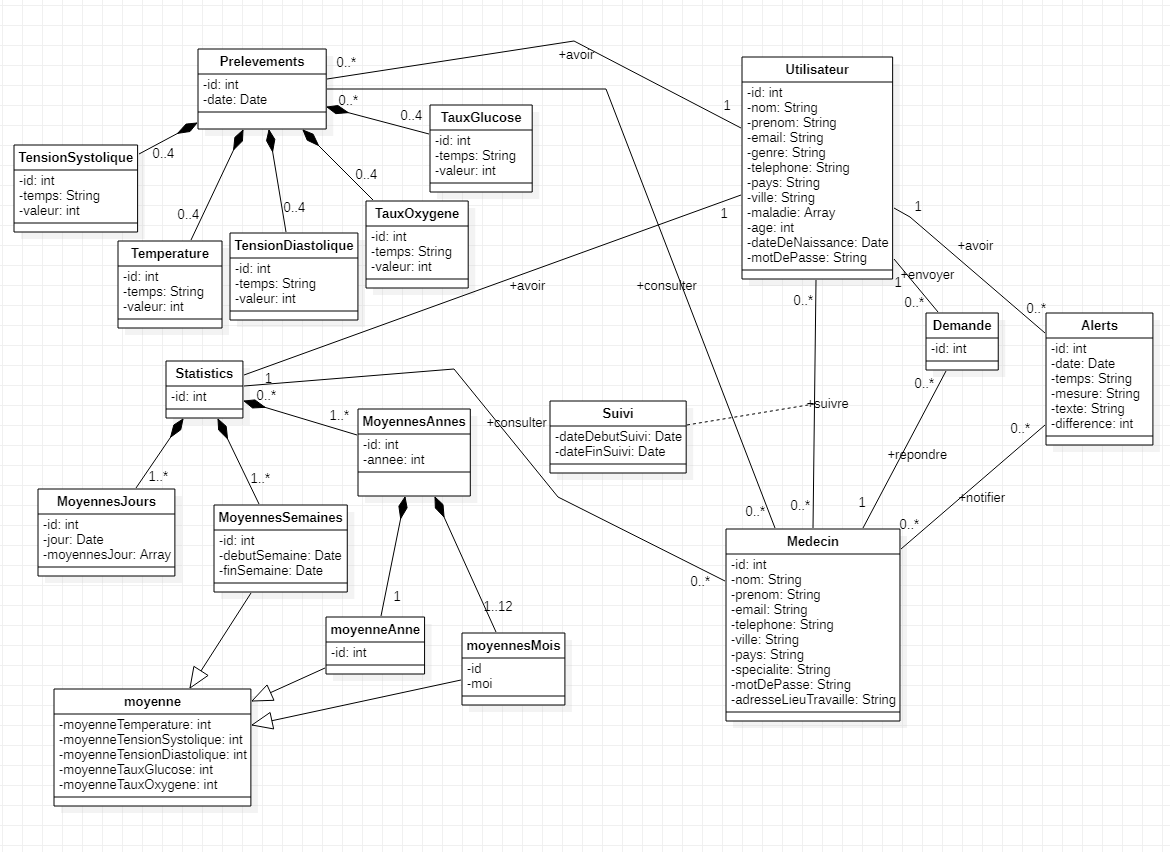 Prelevements
-id: int
-date: Date
0..*
+avoir
1
0..*
Utilisateur
-id: int
-nom: String
-prenom: String
-email: String
-genre: String
-telephone: String
-pays: String
-ville: String
-maladie: Array
-age: int
-dateDeNaissance: Date
-motDePasse: String
TauxGlucose
-id: int
-temps: String
-valeur: int
0..4
TensionSystolique
-id: int
-temps: String
-valeur: int
0..4
Temperature
-id: int
-temps: String
-valeur: int
0..4
TensionDiastolique
-id: int
-temps: String
-valeur: int
0..4
TauxOxygene
-id: int
-temps: String
-valeur: int
0..4
1
+avoir
1
+consulter
0..*
1
+avoir
0..*
1
+envoyer
0..*
Demande
-id: int
0..*
+repondre
1
Alerts
-id: int
-date: Date
-temps: String
-mesure: String
-texte: String
-difference: int
0..*
+notifier
0..*
0..*
+suivre
0..*
Suivi
-dateDebutSuivi: Date
-dateFinSuivi: Date
Statistics
-id: int
0..*
+consulter
0..*
1..*
MoyennesAnnes
-id: int
-annee: int
1..*
MoyennesJours
-id: int
-jour: Date
-moyennesJour: Array
1..*
MoyennesSemaines
-id: int
-debutSemaine: Date
-finSemaine: Date
1
moyenneAnne
-id: int
1..12
moyennesMois
-id
-moi
moyenne
-moyenneTemperature: int
-moyenneTensionSystolique: int
-moyenneTensionDiastolique: int
-moyenneTauxGlucose: int
-moyenneTauxOxygene: int
Medecin
-id: int
-nom: String
-prenom: String
-email: String
-telephone: String
-ville: String
-pays: String
-specialite: String
-motDePasse: String
-adresseLieuTravaille: String